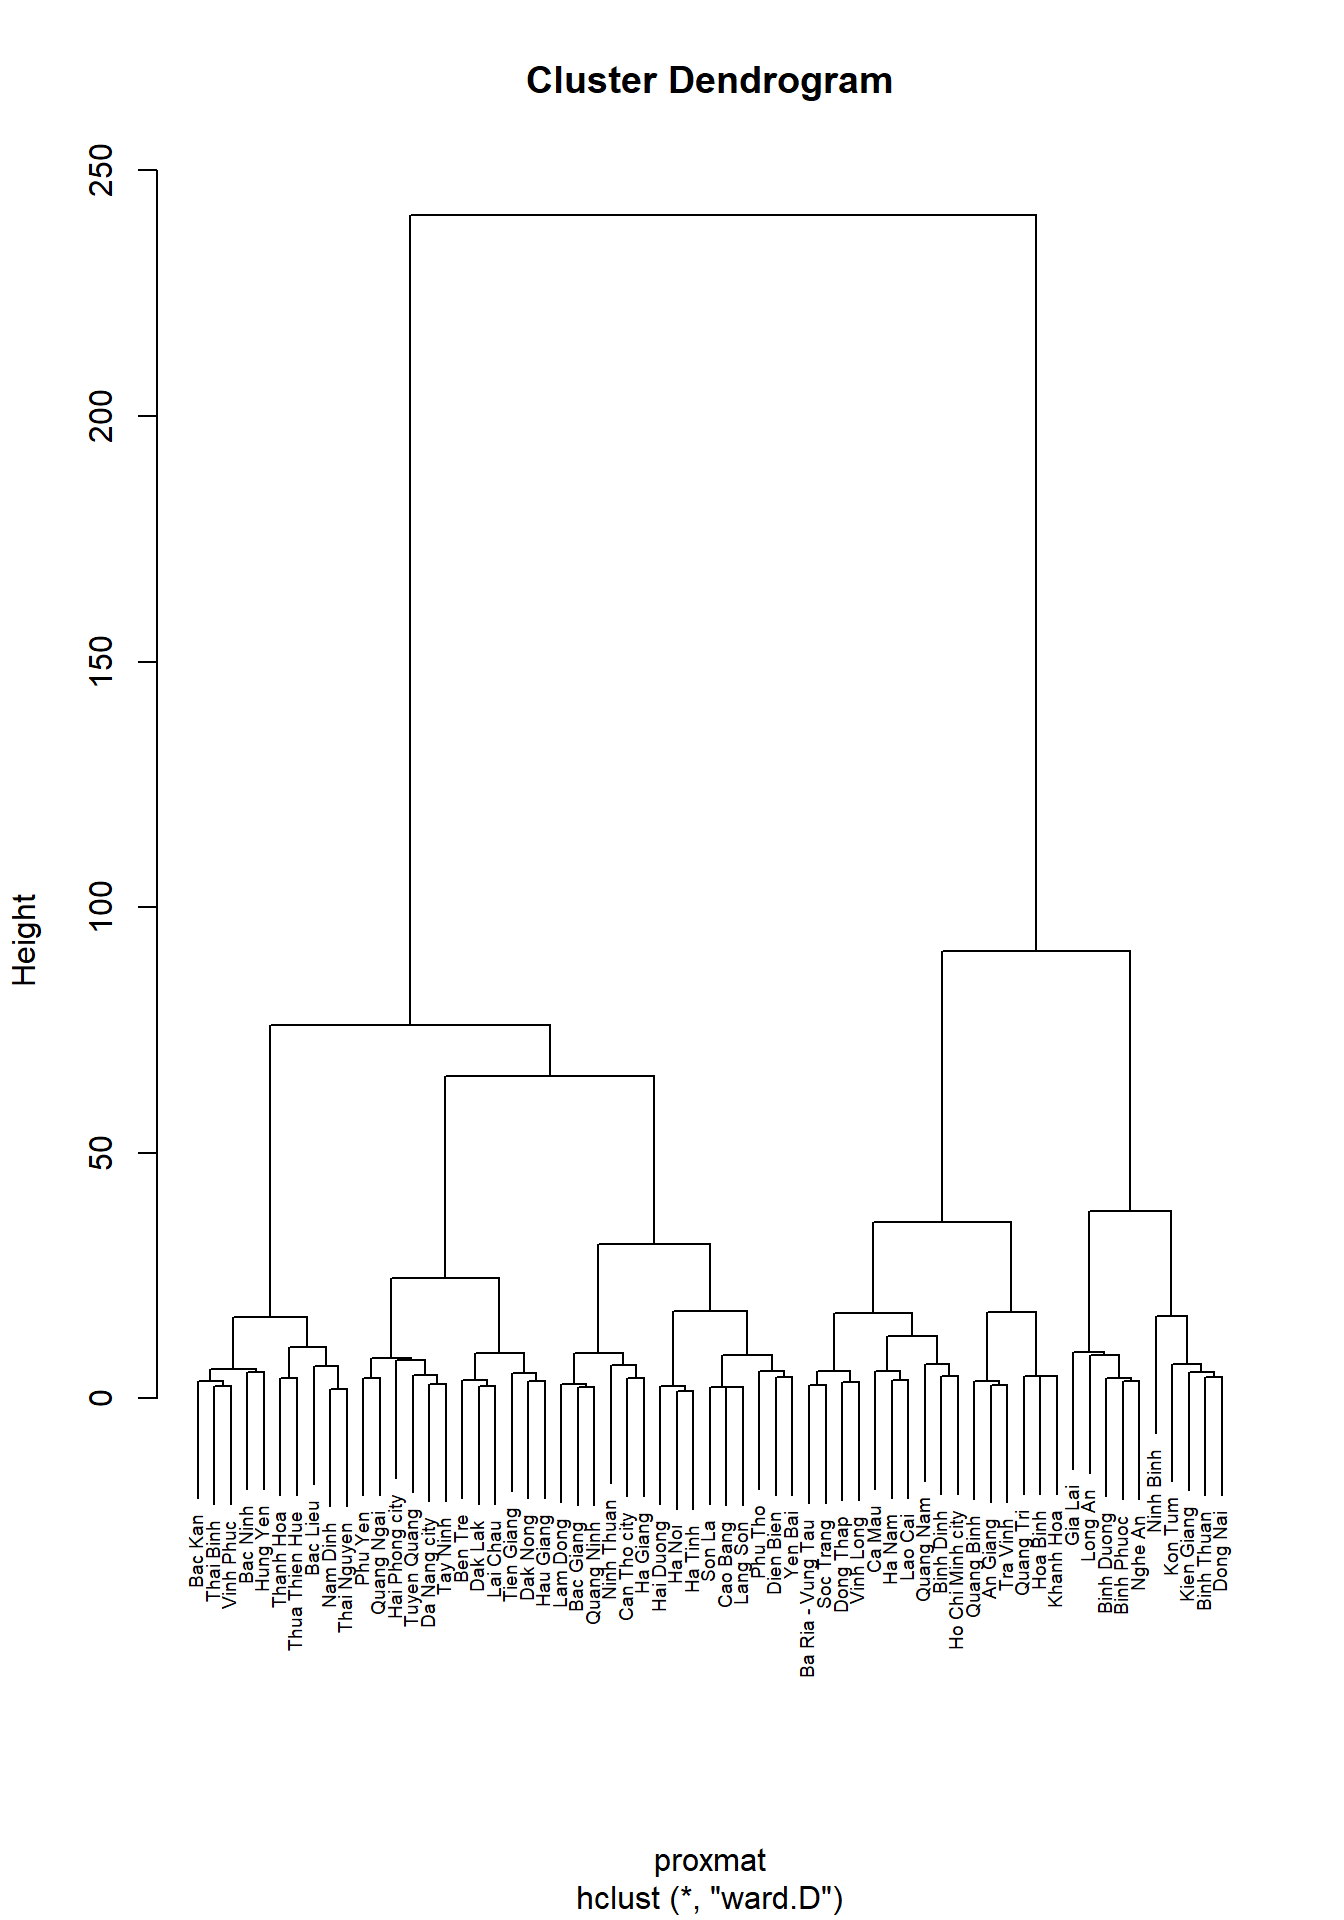 Cluster Dendrogram
250
200
150
100
50
0
Height
Bac Kan
Thai Binh
Vinh Phuc
Bac Ninh
Hung Yen
Thanh Hoa
Thua Thien Hue
Bac Lieu
Nam Dinh
Thai Nguyen
Phu Yen
Quang Ngai
Hai Phong city
Tuyen Quang
Da Nang city
Tay Ninh
Ben Tre
Dak Lak
Lai Chau
Tien Giang
Dak Nong
Hau Giang
Lam Dong
Bac Giang
Quang Ninh
Ninh Thuan
Can Tho city
Ha Giang
Hai Duong
Ha Noi
Ha Tinh
Son La
Cao Bang
Lang Son
Phu Tho
Dien Bien
Yen Bai
Ba Ria - Vung Tau
Soc Trang
Dong Thap
Vinh Long
Ca Mau
Ha Nam
Lao Cai
Quang Nam
Binh Dinh
Ho Chi Minh city
Quang Binh
An Giang
Tra Vinh
Quang Tri
Hoa Binh
Khanh Hoa
Gia Lai
Long An
Binh Duong
Binh Phuoc
Nghe An
Ninh Binh
Kon Tum
Kien Giang
Binh Thuan
Dong Nai
proxmat
hclust (*, "ward.D")